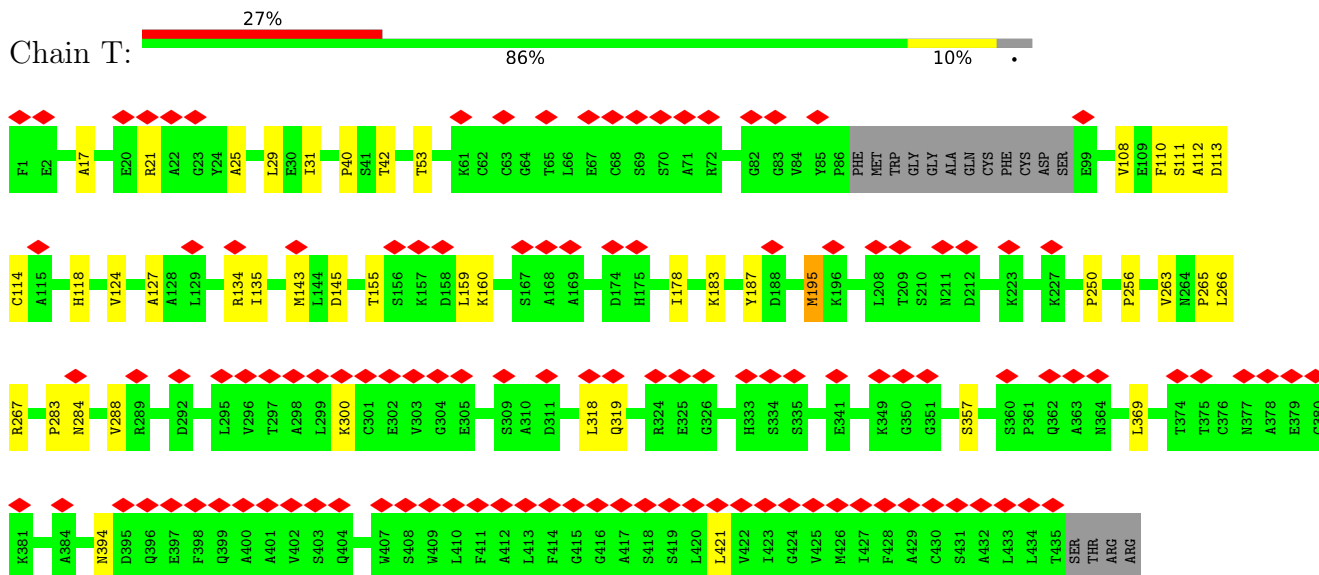 27%
Chain T:
86% 10% •
F1 E2 A17 E20 R21 A22 G23 Y24 A25 L29 E30 I31 P40 S41 T42 T53 K61 C62 C63 G64 T65 L66 E67 C68 S69 S70 A71 R72 G82 G83 V84 Y85 P86 PHE MET TRP GLY GLY ALA GLN CYS PHE CYS ASP SER E99 V108 E109 F110 S111 A112 D113
C114 A115 H118 V124 A127 A128 L129 R134 I135 M143 L144 D145 T155 S156 K157 D158 L159 K160 S167 A168 A169 D174 H175 I178 K183 Y187 D188 M195 K196 L208 T209 S210 N211 D212 K223 K227 P250 P256 V263 N264 P265 L266
R267 P283 N284 V288 R289 D292 L295 V296 T297 A298 L299 K300 C301 E302 V303 G304 E305 S309 A310 D311 L318 Q319 R324 E325 G326 H333 S334 S335 E341 K349 G350 G351 S357 S360 P361 Q362 A363 N364 L369 T374 T375 C376 N377 A378 E379 C380
K381 A384 N394 D395 Q396 E397 F398 Q399 A400 A401 V402 S403 Q404 W407 S408 W409 L410 F411 A412 L413 F414 G415 G416 A417 S418 S419 L420 L421 V422 I423 G424 V425 M426 I427 F428 A429 C430 S431 A432 L433 L434 T435 SER THR ARG ARG